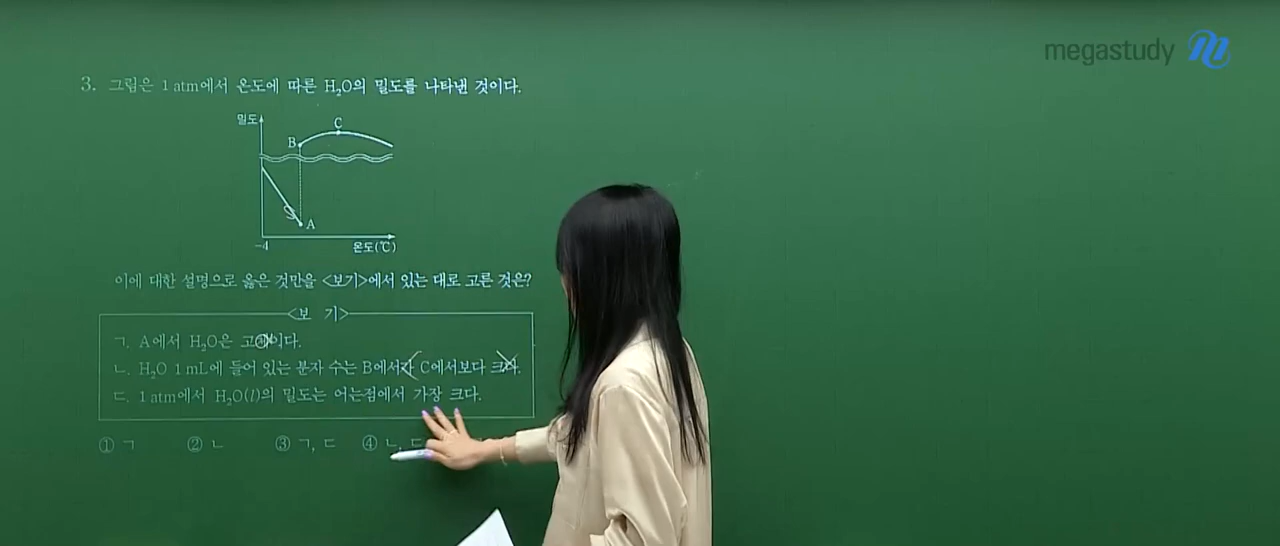 megastudy
3. 그림은 1 atm에서 온도에 따른 H₂O의 밀도를 나타낸 것이다.
밀도
C
B
A
-4
온도(℃)
이에 대한 설명으로 옳은 것만을 <보기>에서 있는 대로 고른 것은?
<보 기>
ㄱ. A에서 H₂O은 고체이다.
ㄴ. H₂O 1 mL에 들어 있는 분자 수는 B에서가 < C에서보다 크다.
ㄷ. 1 atm에서 H₂O(l)의 밀도는 어는점에서 가장 크다.
① ㄱ ② ㄴ ③ ㄱ, ㄷ ④ ㄴ, ㄷ